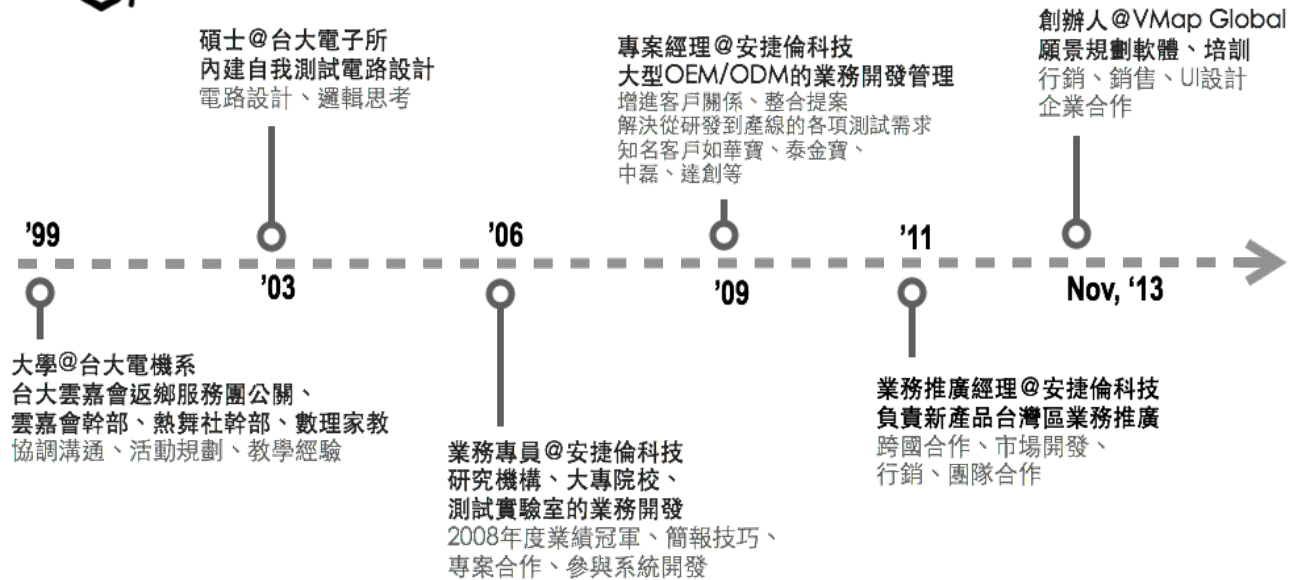 創辦人@VMap Global
願景規劃軟體、培訓
行銷、銷售、UI設計
企業合作
碩士@台大電子所
內建自我測試電路設計
電路設計、邏輯思考
專案經理@安捷倫科技
大型OEM/ODM的業務開發管理
增進客戶關係、整合提案
解決從研發到產線的各項測試需求
知名客戶如華寶、泰金寶、
中磊、達創等
’99
’06
’11
’03
’09
Nov, ‘13
大學@台大電機系
台大雲嘉會返鄉服務團公關、
雲嘉會幹部、熱舞社幹部、數理家教
協調溝通、活動規劃、教學經驗
業務專員@安捷倫科技
研究機構、大專院校、
測試實驗室的業務開發
2008年度業績冠軍、簡報技巧、
專案合作、參與系統開發
業務推廣經理@安捷倫科技
負責新產品台灣區業務推廣
跨國合作、市場開發、
行銷、團隊合作